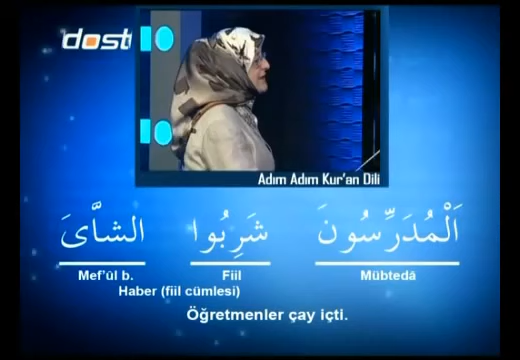 dost
Adım Adım Kur'an Dili
اَلْمُدَرِّسُونَ شَرِبُوا الشَّاىَ
Mef'ûl b. Fiil Mübtedâ
Haber (fiil cümlesi)
Öğretmenler çay içti.